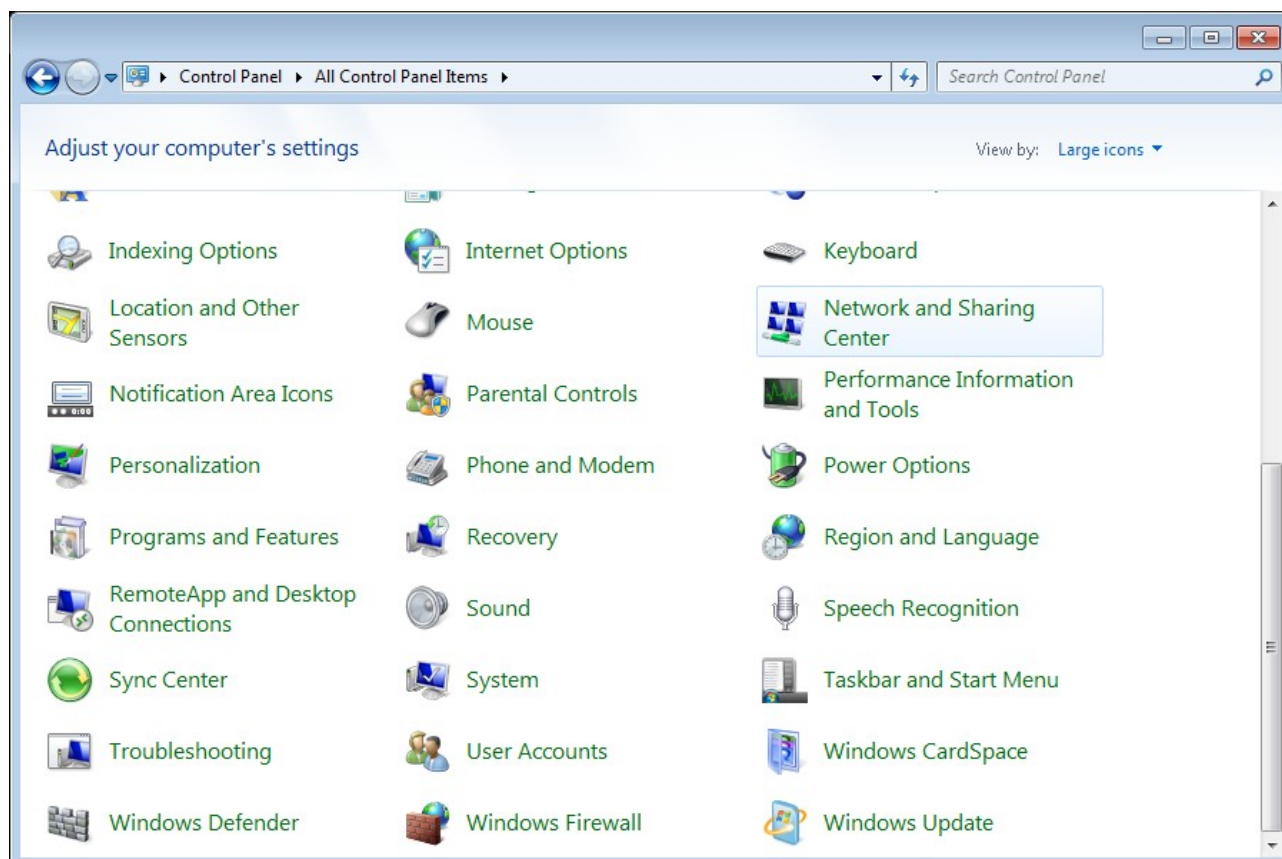 Control Panel All Control Panel Items
Search Control Panel
Adjust your computer's settings
View by: Large icons
Indexing Options
Internet Options
Keyboard
Location and Other
Sensors
Mouse
Network and Sharing
Center
Notification Area Icons
Parental Controls
Performance Information
and Tools
Personalization
Phone and Modem
Power Options
Programs and Features
Recovery
Region and Language
RemoteApp and Desktop
Connections
Sound
Speech Recognition
Sync Center
System
Taskbar and Start Menu
Troubleshooting
User Accounts
Windows CardSpace
Windows Defender
Windows Firewall
Windows Update